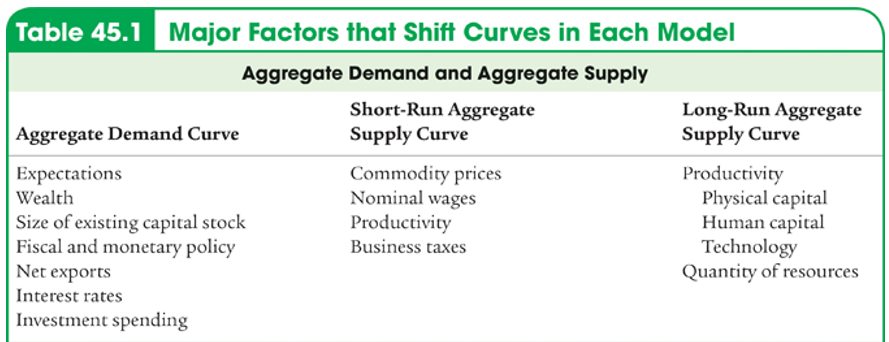 Table 45.1 Major Factors that Shift Curves in Each Model
Aggregate Demand and Aggregate Supply
Aggregate Demand Curve
Expectations
Wealth
Size of existing capital stock
Fiscal and monetary policy
Net exports
Interest rates
Investment spending
Short-Run Aggregate
Supply Curve
Commodity prices
Nominal wages
Productivity
Business taxes
Long-Run Aggregate
Supply Curve
Productivity
Physical capital
Human capital
Technology
Quantity of resources